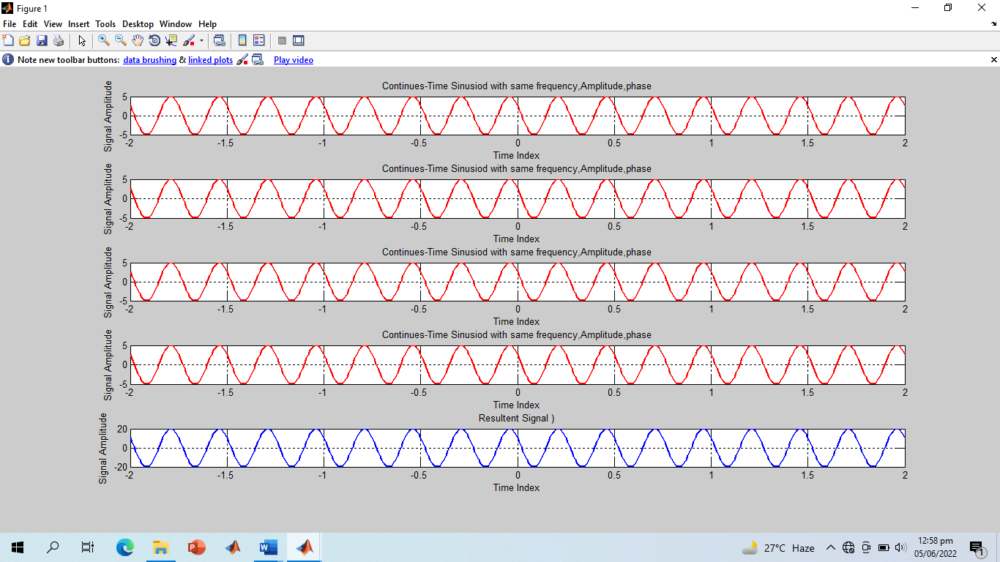 Figure 1
File Edit View Insert Tools Desktop Window Help
Note new toolbar buttons: data brushing & linked plots Play video
Continues-Time Sinusiod with same frequency,Amplitude,phase
Signal Amplitude
5
0
-5
-2 -1.5 -1 -0.5 0 0.5 1 1.5 2
Time Index
Continues-Time Sinusiod with same frequency,Amplitude,phase
Signal Amplitude
5
0
-5
-2 -1.5 -1 -0.5 0 0.5 1 1.5 2
Time Index
Continues-Time Sinusiod with same frequency,Amplitude,phase
Signal Amplitude
5
0
-5
-2 -1.5 -1 -0.5 0 0.5 1 1.5 2
Time Index
Continues-Time Sinusiod with same frequency,Amplitude,phase
Signal Amplitude
5
0
-5
-2 -1.5 -1 -0.5 0 0.5 1 1.5 2
Time Index
Resultent Signal )
Signal Amplitude
20
0
-20
-2 -1.5 -1 -0.5 0 0.5 1 1.5 2
Time Index
27°C Haze
12:58 pm
05/06/2022
1